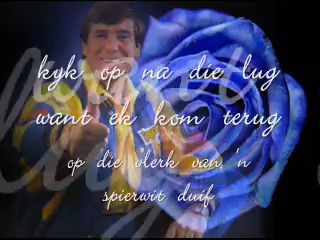 kyk op na die lug
want ek kom terug
op die vlerk van 'n
spierwit duif